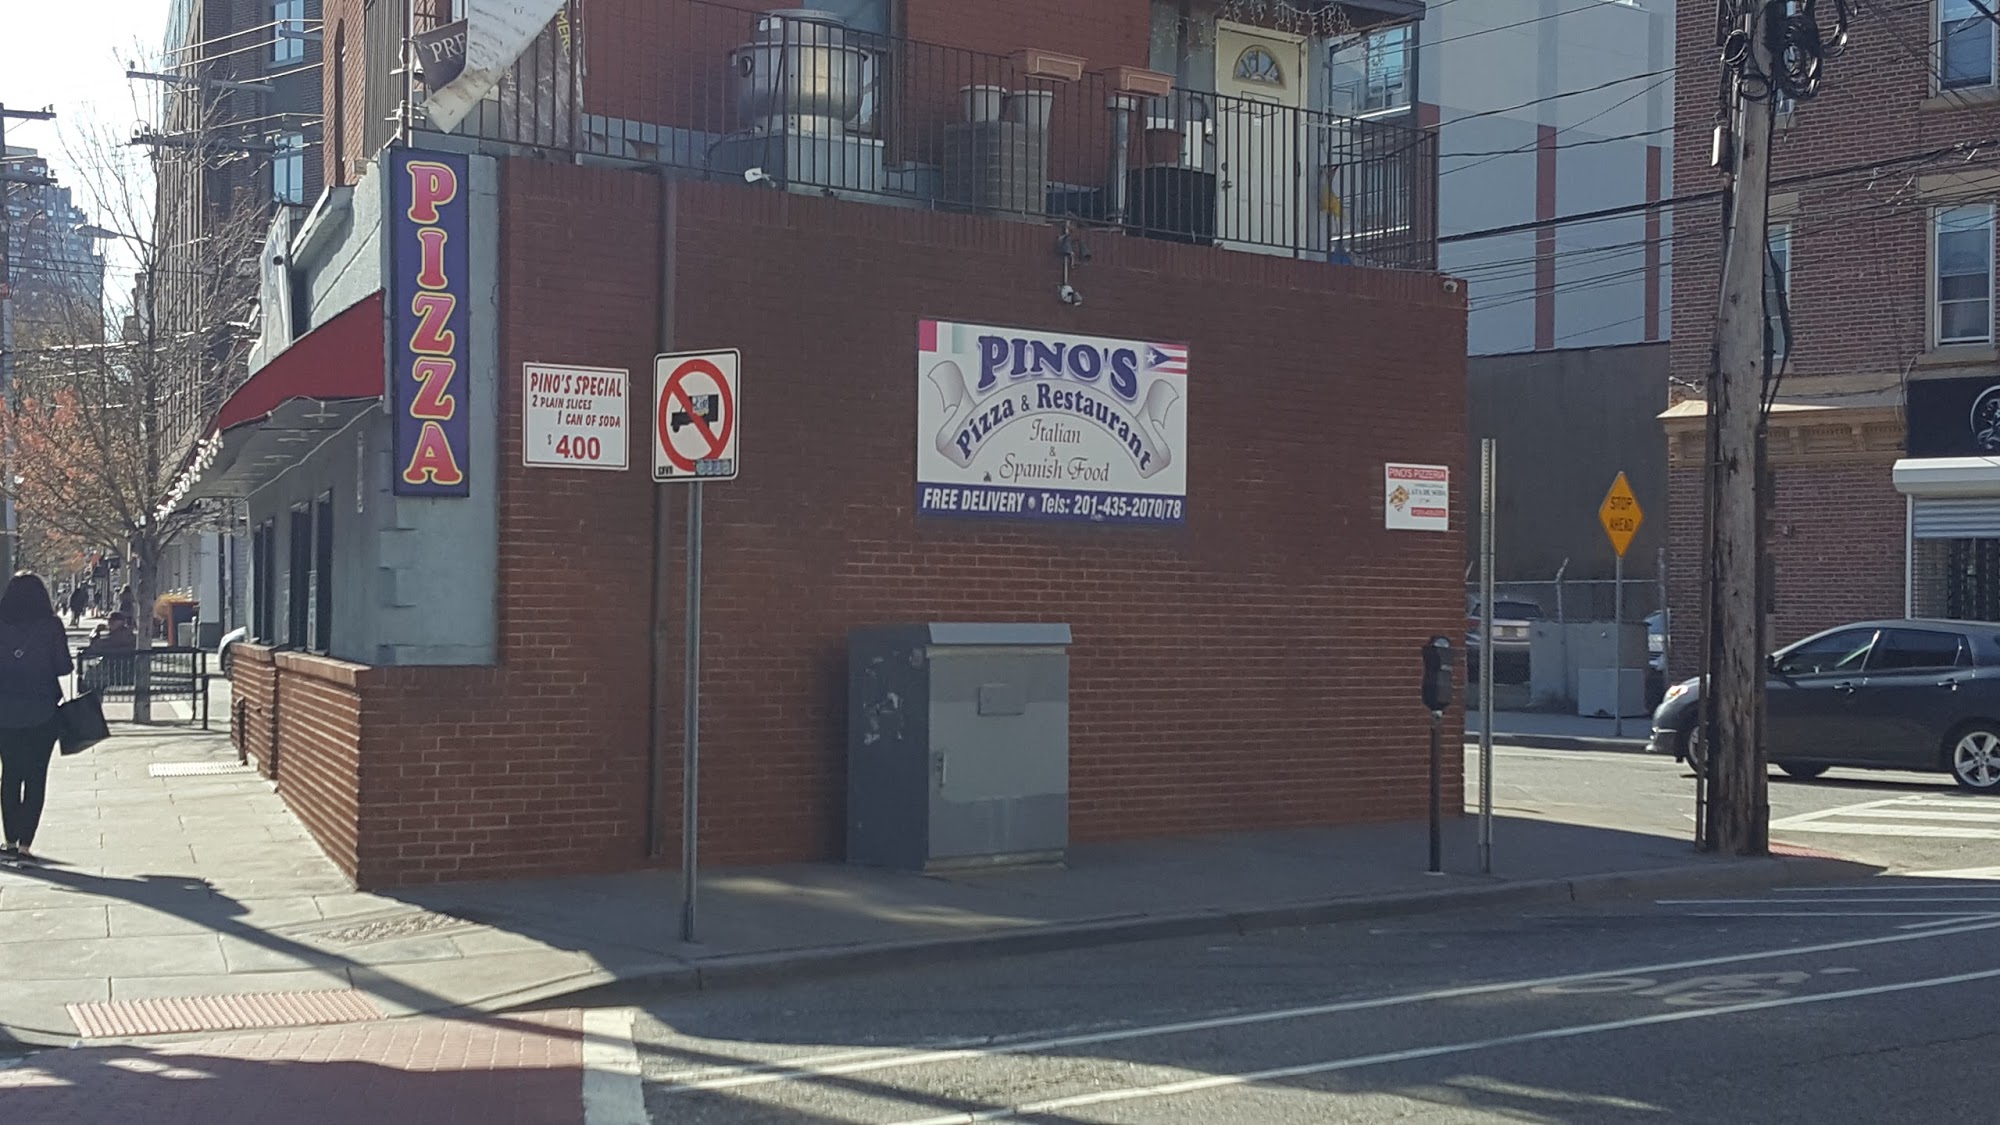 PRE
PIZZA
PINO'S SPECIAL
2 PLAIN SLICES
1 CAN OF SODA
$ 4.00
PINO'S
Pizza & Restaurant
Italian
&
Spanish Food
FREE DELIVERY • Tels: 201-435-2070/78
PINO'S PIZZERIA
STOP
AHEAD